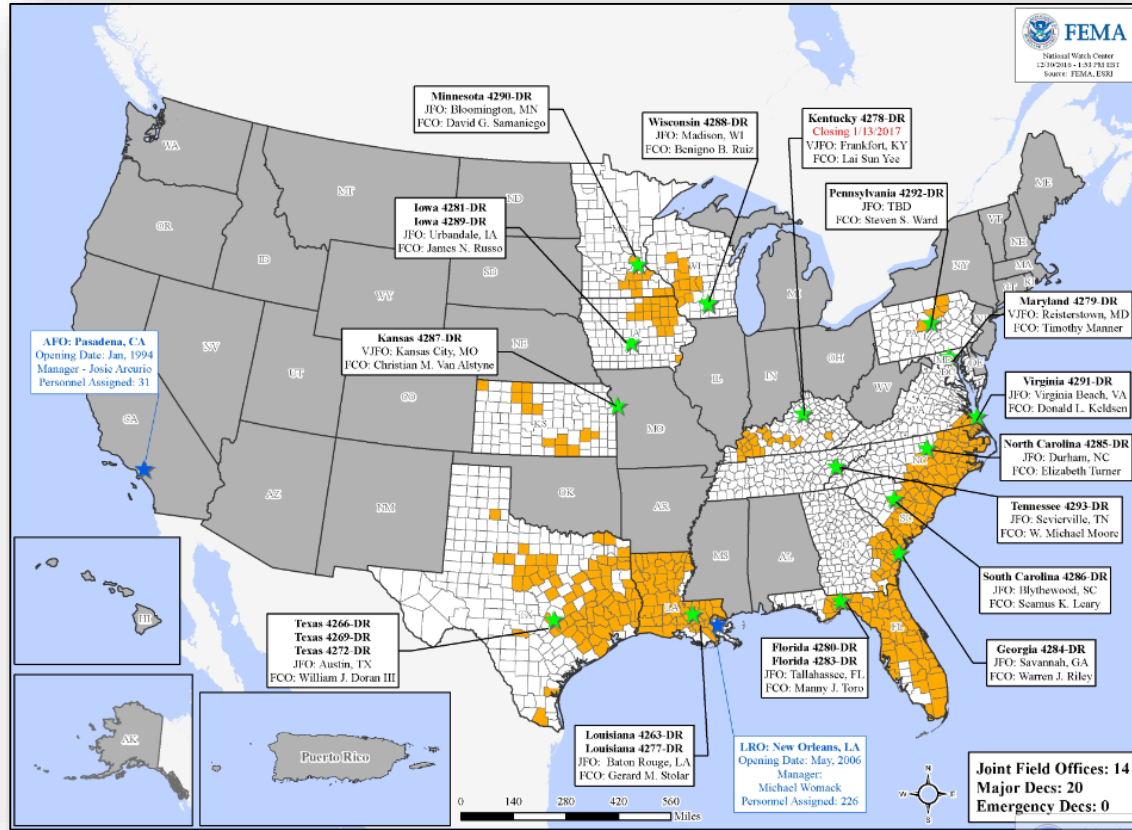 FEMA
National Watch Center
12/30/2016 - 1:53 PM EST
Source: FEMA, ESRI
Minnesota 4290-DR
JFO: Bloomington, MN
FCO: David G. Samaniego
Wisconsin 4288-DR
JFO: Madison, WI
FCO: Benigno B. Ruiz
Kentucky 4278-DR
Closing 1/13/2017
VJFO: Frankfort, KY
FCO: Lai Sun Yee
Pennsylvania 4292-DR
JFO: TBD
FCO: Steven S. Ward
Iowa 4281-DR
Iowa 4289-DR
JFO: Urbandale, IA
FCO: James N. Russo
Maryland 4279-DR
VJFO: Reisterstown, MD
FCO: Timothy Manner
AFO: Pasadena, CA
Opening Date: Jan, 1994
Manager - Josie Arcurio
Personnel Assigned: 31
Kansas 4287-DR
VJFO: Kansas City, MO
FCO: Christian M. Van Alstyne
Virginia 4291-DR
JFO: Virginia Beach, VA
FCO: Donald L. Keldsen
North Carolina 4285-DR
JFO: Durham, NC
FCO: Elizabeth Turner
Tennessee 4293-DR
JFO: Sevierville, TN
FCO: W. Michael Moore
South Carolina 4286-DR
JFO: Blythewood, SC
FCO: Seamus K. Leary
Georgia 4284-DR
JFO: Savannah, GA
FCO: Warren J. Riley
Texas 4266-DR
Texas 4269-DR
Texas 4272-DR
JFO: Austin, TX
FCO: William J. Doran III
Florida 4280-DR
Florida 4283-DR
JFO: Tallahassee, FL
FCO: Manny J. Toro
Louisiana 4263-DR
Louisiana 4277-DR
JFO: Baton Rouge, LA
FCO: Gerard M. Stolar
LRO: New Orleans, LA
Opening Date: May, 2006
Manager:
Michael Womack
Personnel Assigned: 226
WA
OR
CA
NV
ID
MT
WY
UT
AZ
CO
NM
ND
SD
NE
KS
OK
TX
MN
IA
MO
AR
LA
WI
IL
MS
MI
IN
KY
AL
OH
WV
VA
NC
SC
GA
FL
PA
NY
VT
NH
ME
MA
CT
RI
DE
DC
HI
AK
Puerto Rico
N
W
E
S
0 140 280 420 560
Miles
Joint Field Offices: 14
Major Decs: 20
Emergency Decs: 0